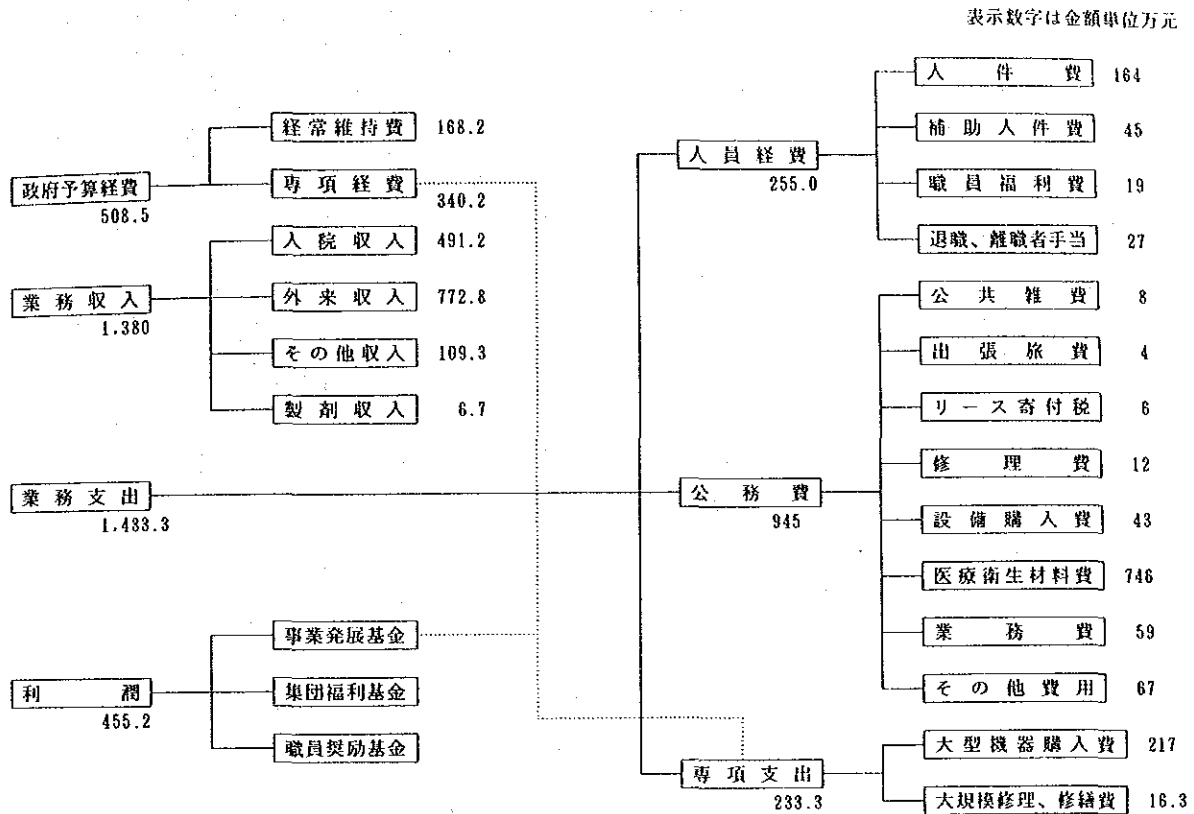 表示数字は金額単位万元
政府予算経費
508.5
経常維持費 168.2
専項経費
340.2
業務収入
1,380
入院収入 491.2
外来収入 772.8
その他収入 109.3
製剤収入 6.7
業務支出
1,433.3
利潤
455.2
事業発展基金
集団福利基金
職員奨励基金
人員経費
255.0
人件費 164
補助人件費 45
職員福利費 19
退職、離職者手当 27
公務費
945
公共雑費 8
出張旅費 4
リース寄付税 6
修理費 12
設備購入費 43
医療衛生材料費 746
業務費 59
その他費用 67
専項支出
233.3
大型機器購入費 217
大規模修理、修繕費 16.3